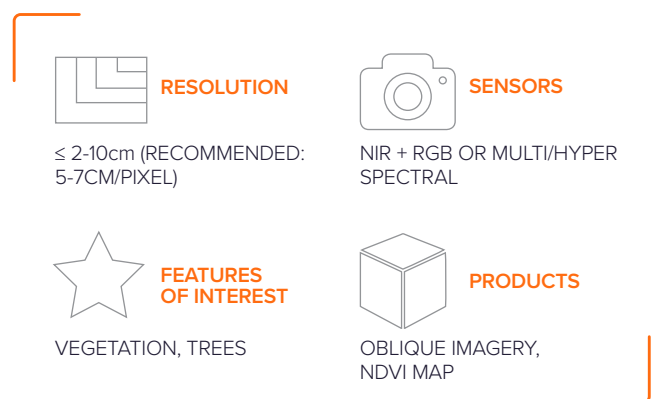 RESOLUTION
≤ 2-10cm (RECOMMENDED:
5-7CM/PIXEL)
SENSORS
NIR + RGB OR MULTI/HYPER
SPECTRAL
FEATURES
OF INTEREST
VEGETATION, TREES
PRODUCTS
OBLIQUE IMAGERY,
NDVI MAP